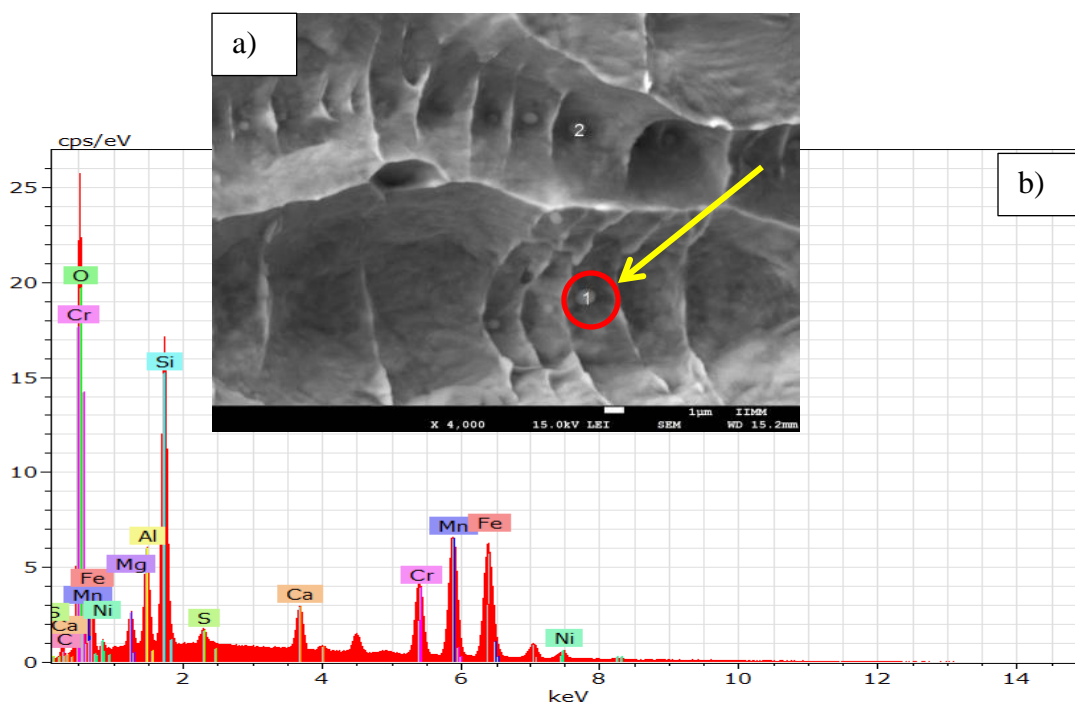 a)
2
1
1µm IIMM
X 4,000 15.0kV LEI SEM WD 15.2mm
b)
cps/eV
25
20
15
10
5
0
O
Cr
Si
Al
Mg
Fe
Mn
Ni
S
Ca
C
S
Ca
Cr
Mn
Fe
Ni
2 4 6 8 10 12 14
keV